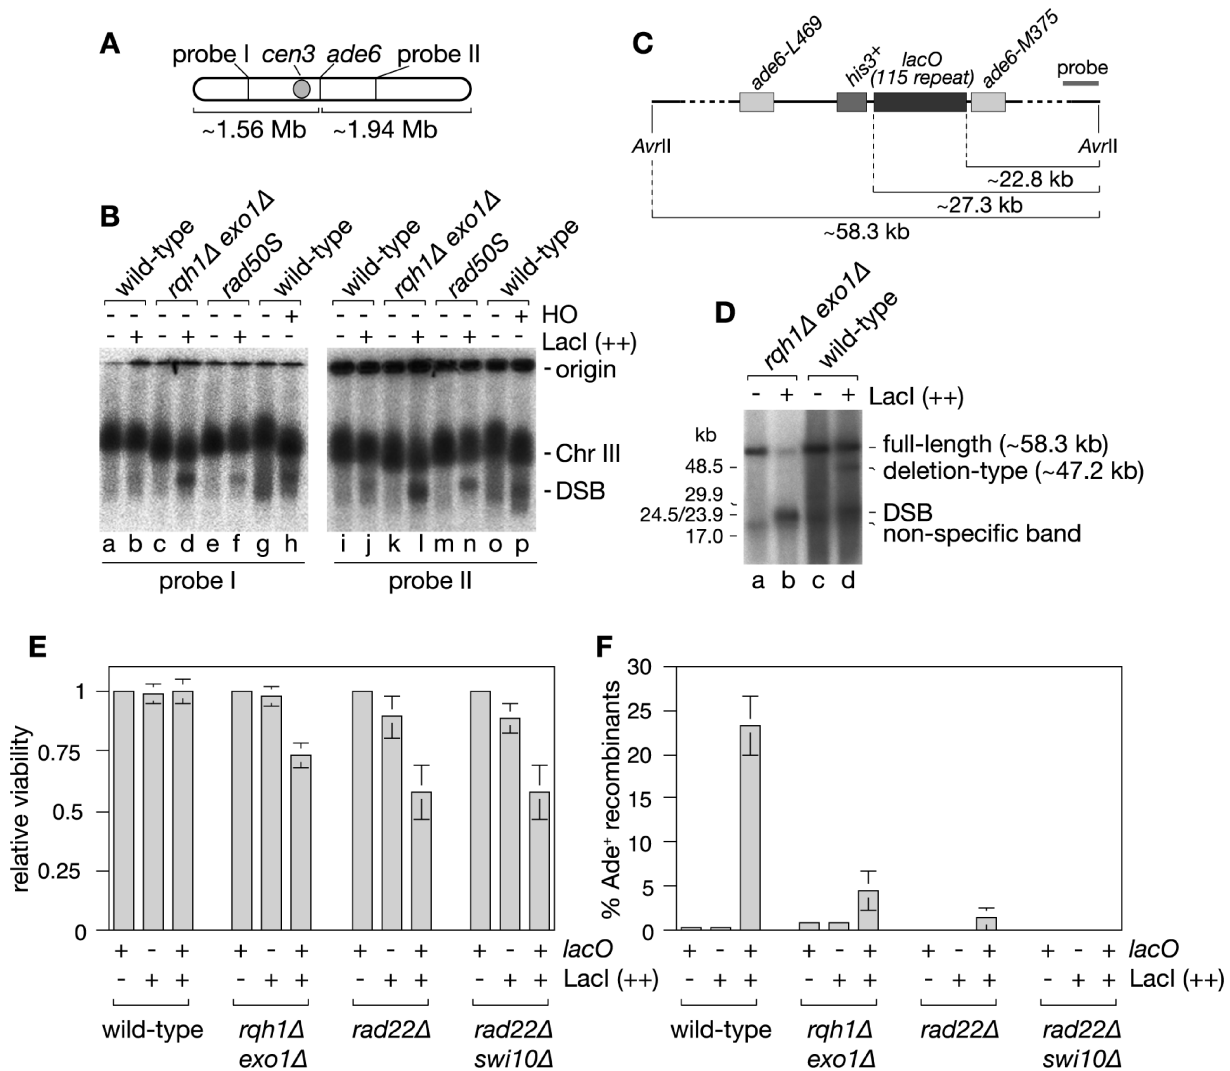 A
probe I cen3 ade6 probe II
~1.56 Mb ~1.94 Mb
B
wild-type rqh1Δ exo1Δ rad50S wild-type wild-type rqh1Δ exo1Δ rad50S wild-type
- - - - - - - + - - - - - - - + HO
- + - + - + - - - + - + - + - - LacI (++)
origin
Chr III
DSB
a b c d e f g h i j k l m n o p
probe I probe II
C
ade6-L469 his3+ lacO (115 repeat) ade6-M375 probe
AvrII AvrII
~22.8 kb
~27.3 kb
~58.3 kb
D
rqh1Δ exo1Δ wild-type
- + - + LacI (++)
kb
48.5
29.9
24.5/23.9
17.0
full-length (~58.3 kb)
deletion-type (~47.2 kb)
DSB
non-specific band
a b c d
E
relative viability
1
0.75
0.5
0.25
0
+ - + + - + + - + + - + lacO
- + + - + + - + + - + + LacI (++)
wild-type rqh1Δ exo1Δ rad22Δ rad22Δ swi10Δ
F
% Ade+ recombinants
30
25
20
15
10
5
0
+ - + + - + + - + + - + lacO
- + + - + + - + + - + + LacI (++)
wild-type rqh1Δ exo1Δ rad22Δ rad22Δ swi10Δ